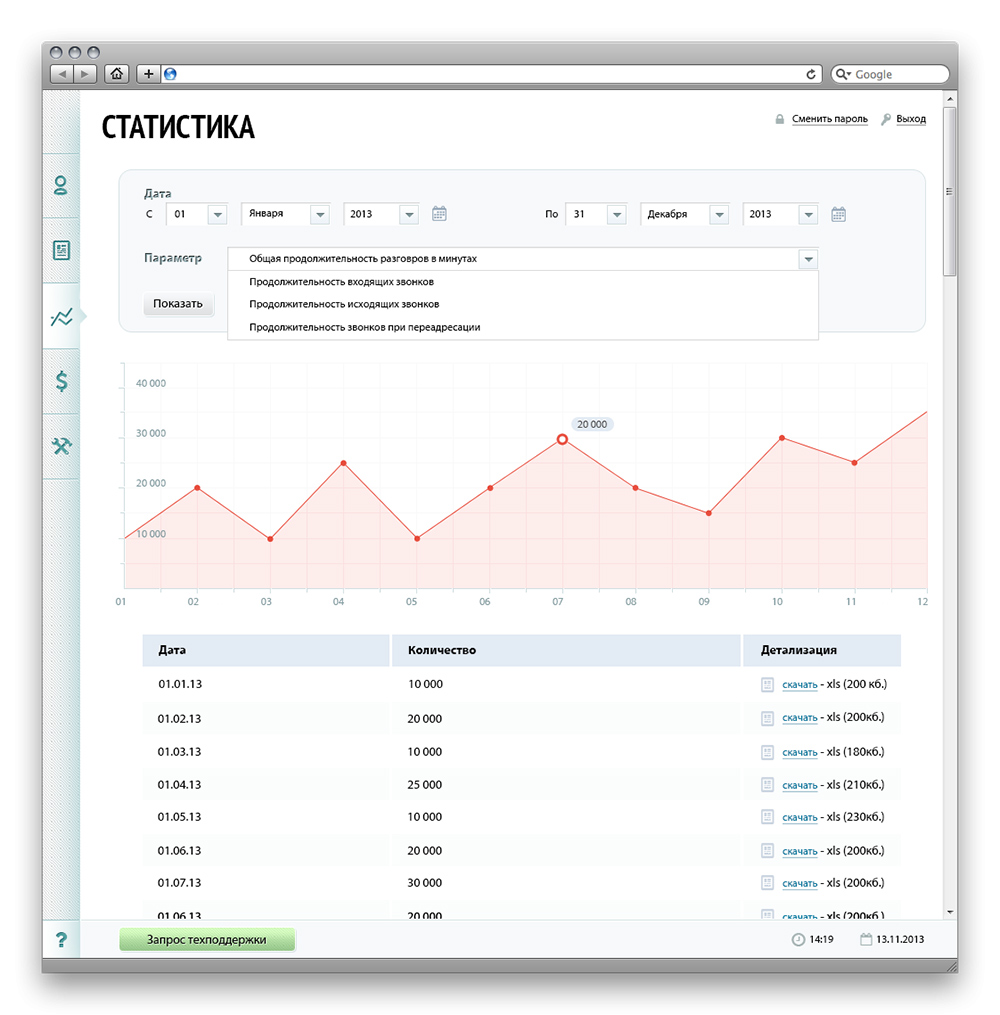 Google
СТАТИСТИКА
Сменить пароль Выход
Дата
С 01 Января 2013 По 31 Декабря 2013
Параметр Общая продолжительность разговров в минутах
Продолжительность входящих звонков
Показать Продолжительность исходящих звонков
Продолжительность звонков при переадресации
40 000
20 000
30 000
20 000
10 000
01 02 03 04 05 06 07 08 09 10 11 12
Дата Количество Детализация
01.01.13 10 000 скачать - xls (200 кб.)
01.02.13 20 000 скачать - xls (200кб.)
01.03.13 10 000 скачать - xls (180кб.)
01.04.13 25 000 скачать - xls (210кб.)
01.05.13 10 000 скачать - xls (230кб.)
01.06.13 20 000 скачать - xls (200кб.)
01.07.13 30 000 скачать - xls (200кб.)
01.06.13 20 000 скачать - xls (200кб.)
? Запрос техподдержки 14:19 13.11.2013